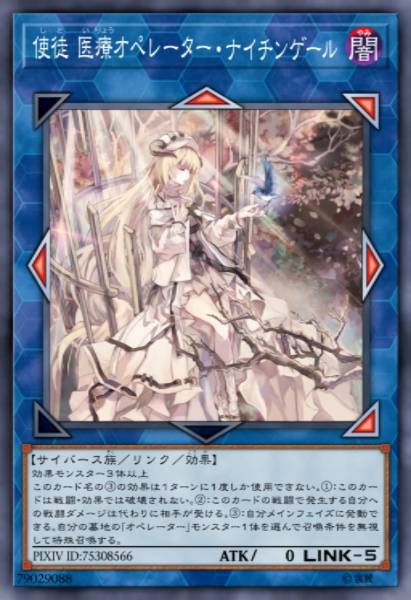 使徒 医療オペレーター・ナイチンゲール
しと いりょう
闇
やみ
【サイバース族／リンク／効果】
効果モンスター３体以上
このカード名の③の効果は１ターンに１度しか使用できない。①：このカー
ドは戦闘・効果では破壊されない。②：このカードの戦闘で発生する自分へ
の戦闘ダメージは代わりに相手が受ける。③：自分メインフェイズに発動で
きる。自分の墓地の「オペレーター」モンスター１体を選んで召喚条件を無視
して特殊召喚する。
PIXIV ID:75308566 ATK/ 0 LINK-5
79029088